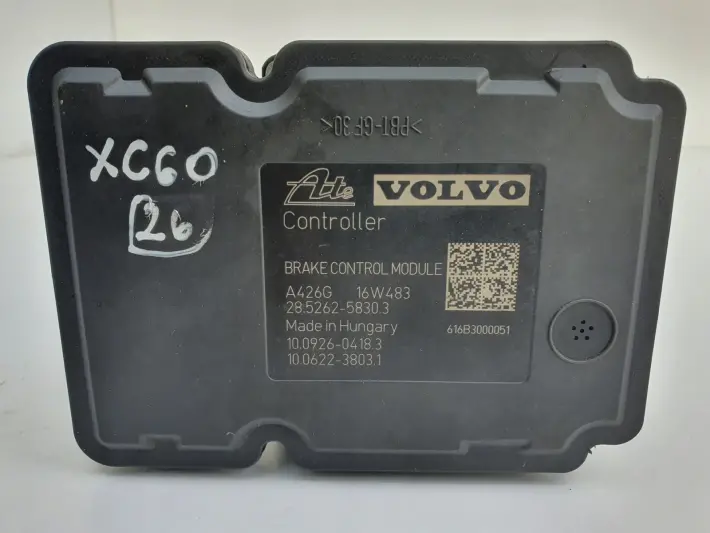 >PBT-GF30<
XC60
26
Ate VOLVO
Controller
BRAKE CONTROL MODULE
A426G 16W483
28.5262-5830.3
Made in Hungary
616B3000051
10.0926-0418.3
10.0622-3803.1